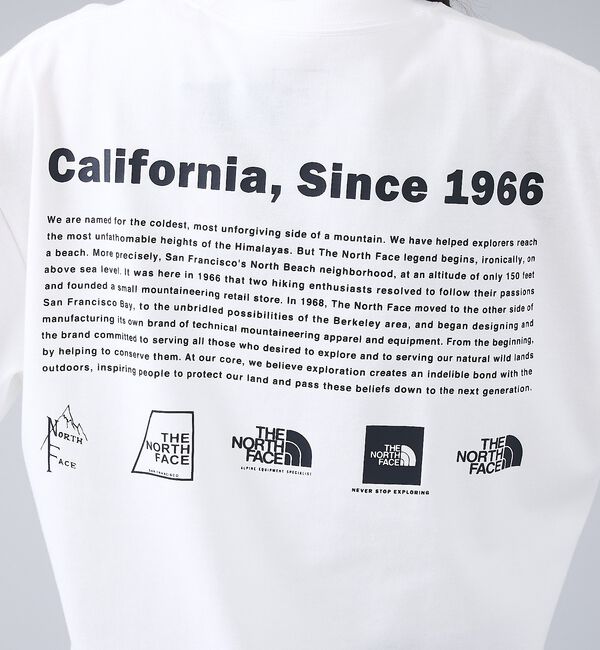 California, Since 1966
We are named for the coldest, most unforgiving side of a mountain. We have helped explorers reach
the most unfathomable heights of the Himalayas. But The North Face legend begins, ironically, on
a beach. More precisely, San Francisco's North Beach neighborhood, at an altitude of only 150 feet
above sea level. It was here in 1966 that two hiking enthusiasts resolved to follow their passions
and founded a small mountaineering retail store. In 1968, The North Face moved to the other side of
San Francisco Bay, to the unbridled possibilities of the Berkeley area, and began designing and
manufacturing its own brand of technical mountaineering apparel and equipment. From the beginning,
the brand committed to serving all those who desired to explore and to serving our natural wild lands
by helping to conserve them. At our core, we believe exploration creates an indelible bond with the
outdoors, inspiring people to protect our land and pass these beliefs down to the next generation.
NORTH
FACE
THE
NORTH
FACE
SAN FRANCISCO
THE
NORTH
FACE
ALPINE EQUIPMENT SPECIALIST
THE
NORTH
FACE
NEVER STOP EXPLORING
THE
NORTH
FACE